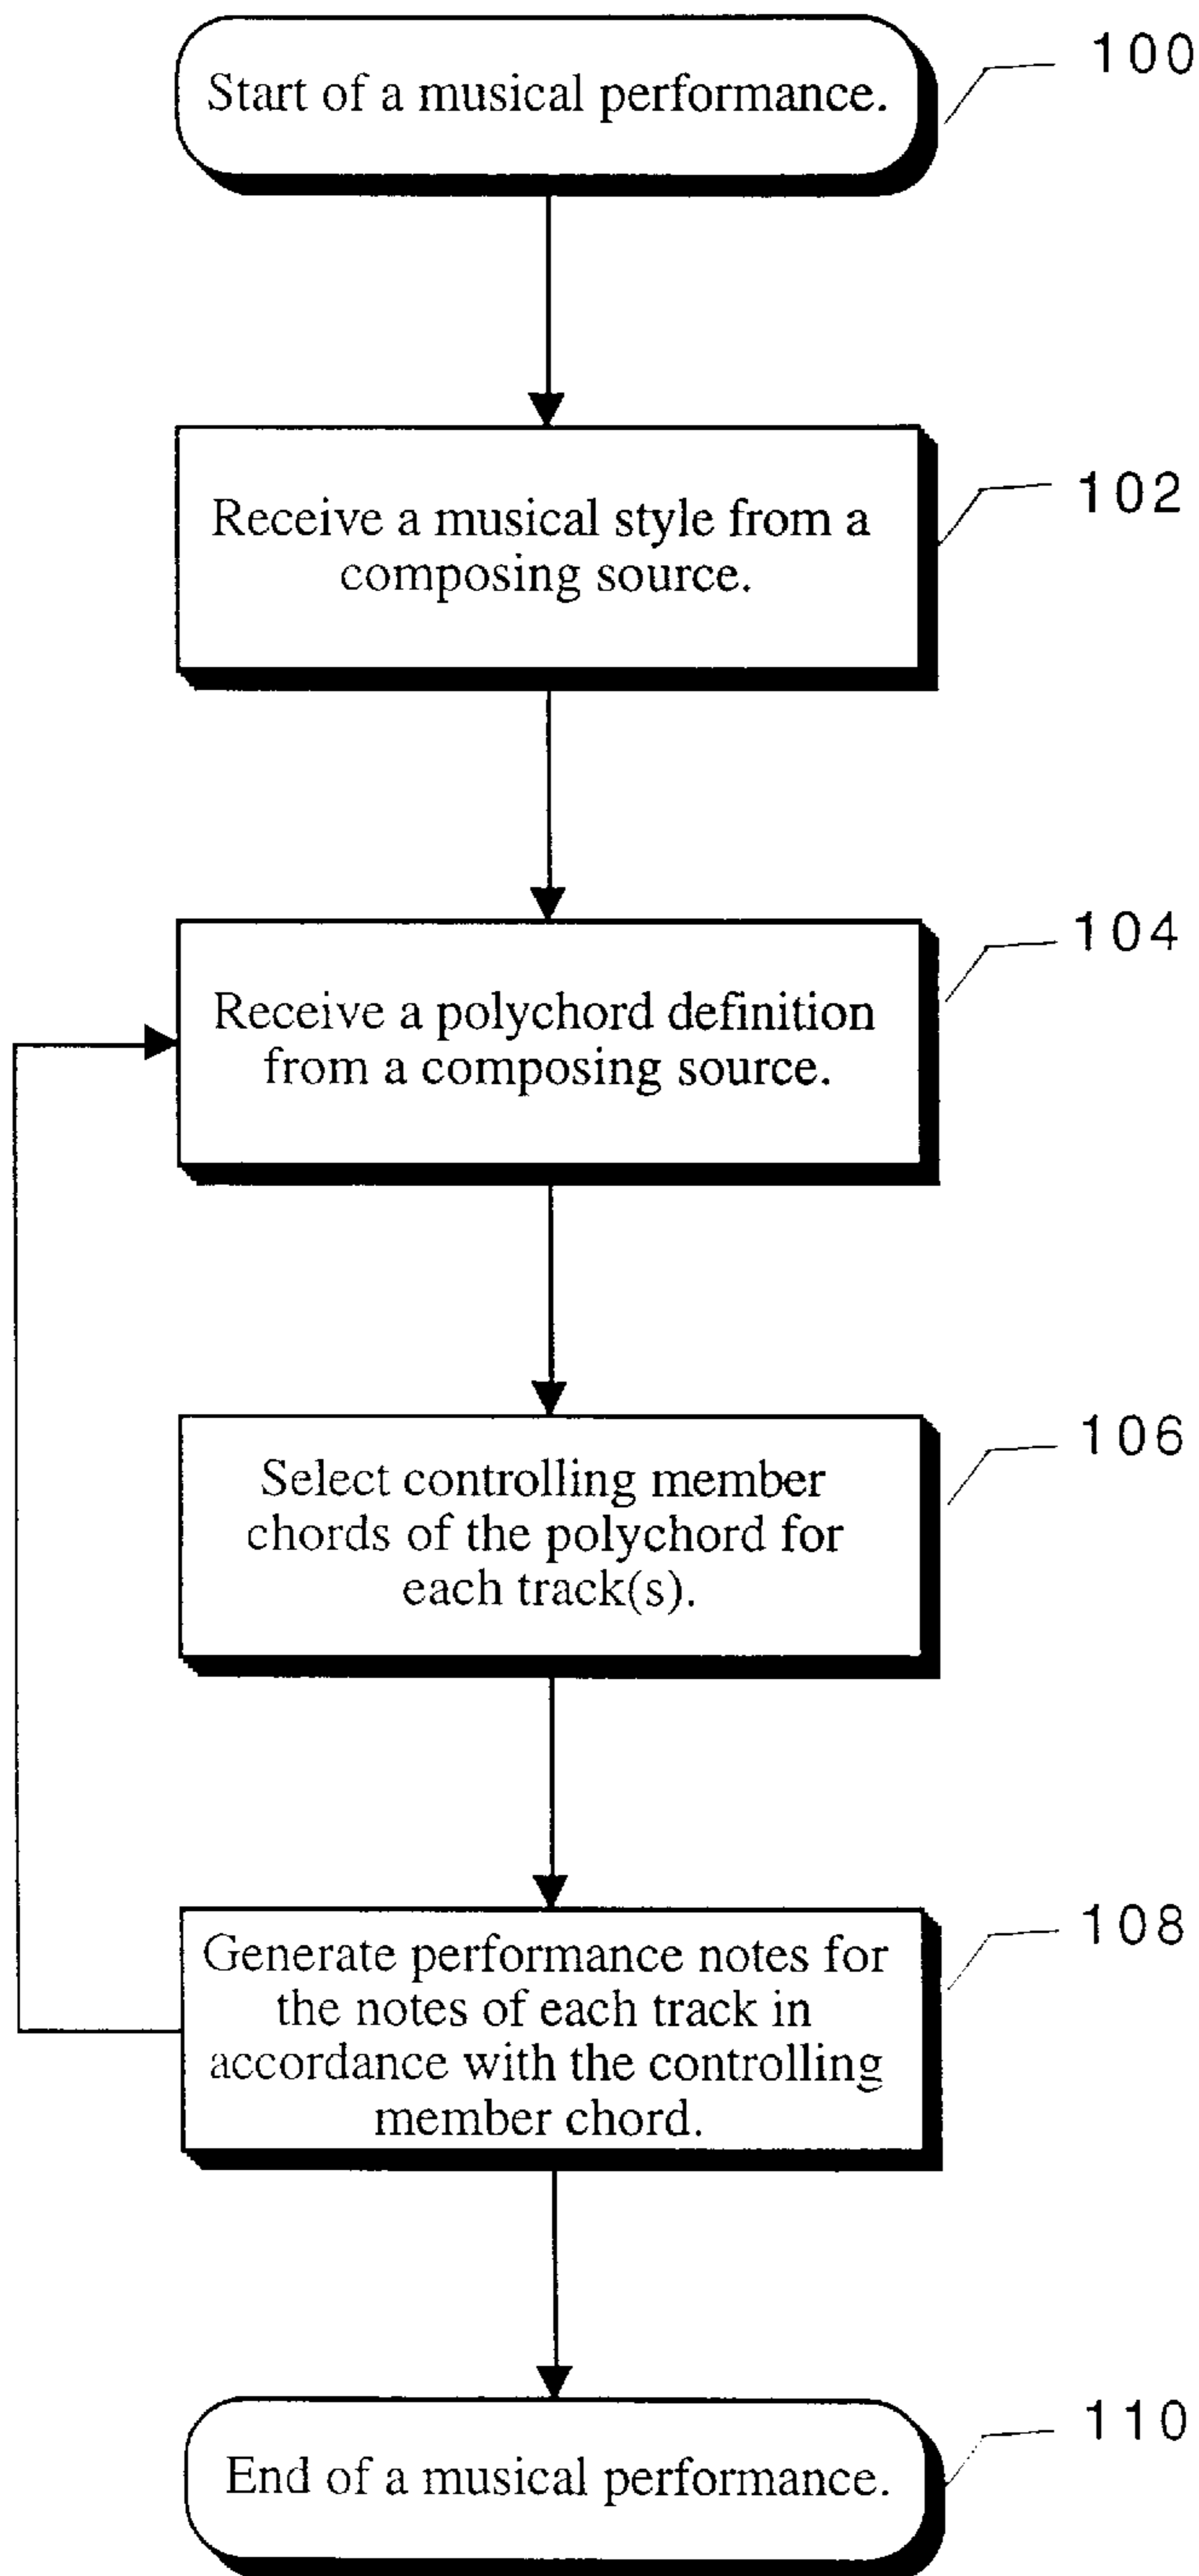 Start of a musical performance.
100
Receive a musical style from a
composing source.
102
Receive a polychord definition
from a composing source.
104
Select controlling member
chords of the polychord for
each track(s).
106
Generate performance notes for
the notes of each track in
accordance with the controlling
member chord.
108
End of a musical performance.
110